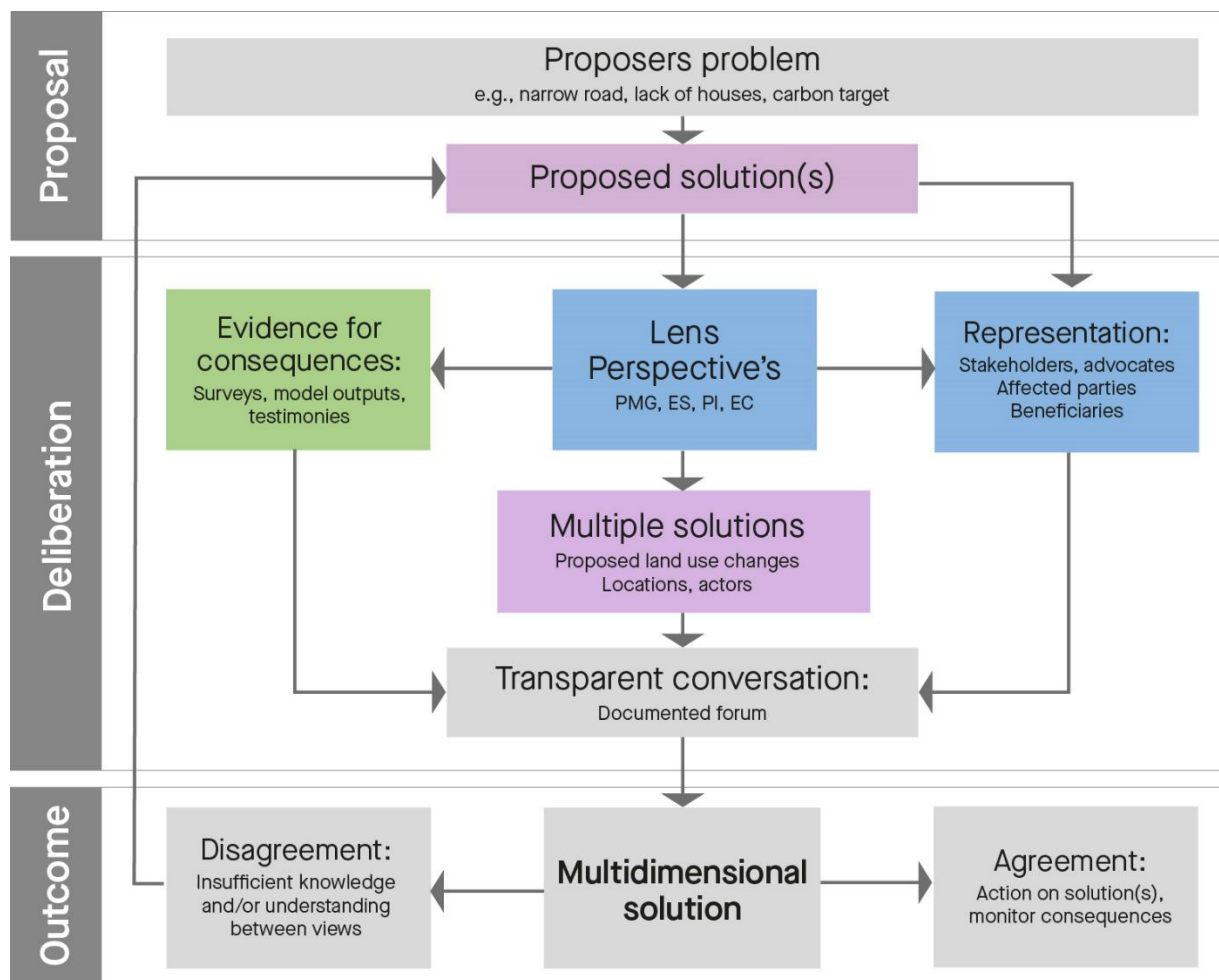 Proposal
Proposers problem
e.g., narrow road, lack of houses, carbon target
Proposed solution(s)
Deliberation
Evidence for
consequences:
Surveys, model outputs,
testimonies
Lens
Perspective's
PMG, ES, PI, EC
Representation:
Stakeholders, advocates
Affected parties
Beneficiaries
Multiple solutions
Proposed land use changes
Locations, actors
Transparent conversation:
Documented forum
Outcome
Disagreement:
Insufficient knowledge
and/or understanding
between views
Multidimensional
solution
Agreement:
Action on solution(s),
monitor consequences